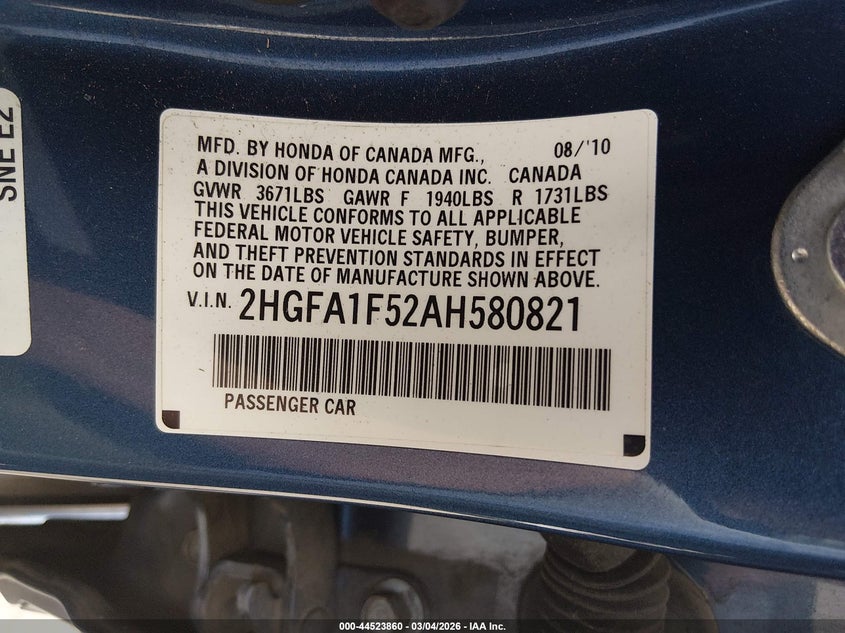 SNE E2
MFD. BY HONDA OF CANADA MFG., 08/'10
A DIVISION OF HONDA CANADA INC. CANADA
GVWR 3671LBS GAWR F 1940LBS R 1731LBS
THIS VEHICLE CONFORMS TO ALL APPLICABLE
FEDERAL MOTOR VEHICLE SAFETY, BUMPER,
AND THEFT PREVENTION STANDARDS IN EFFECT
ON THE DATE OF MANUFACTURE SHOWN ABOVE.
V.I.N. 2HGFA1F52AH580821
PASSENGER CAR
000-44523860 — 03/04/2026 — IAA Inc.